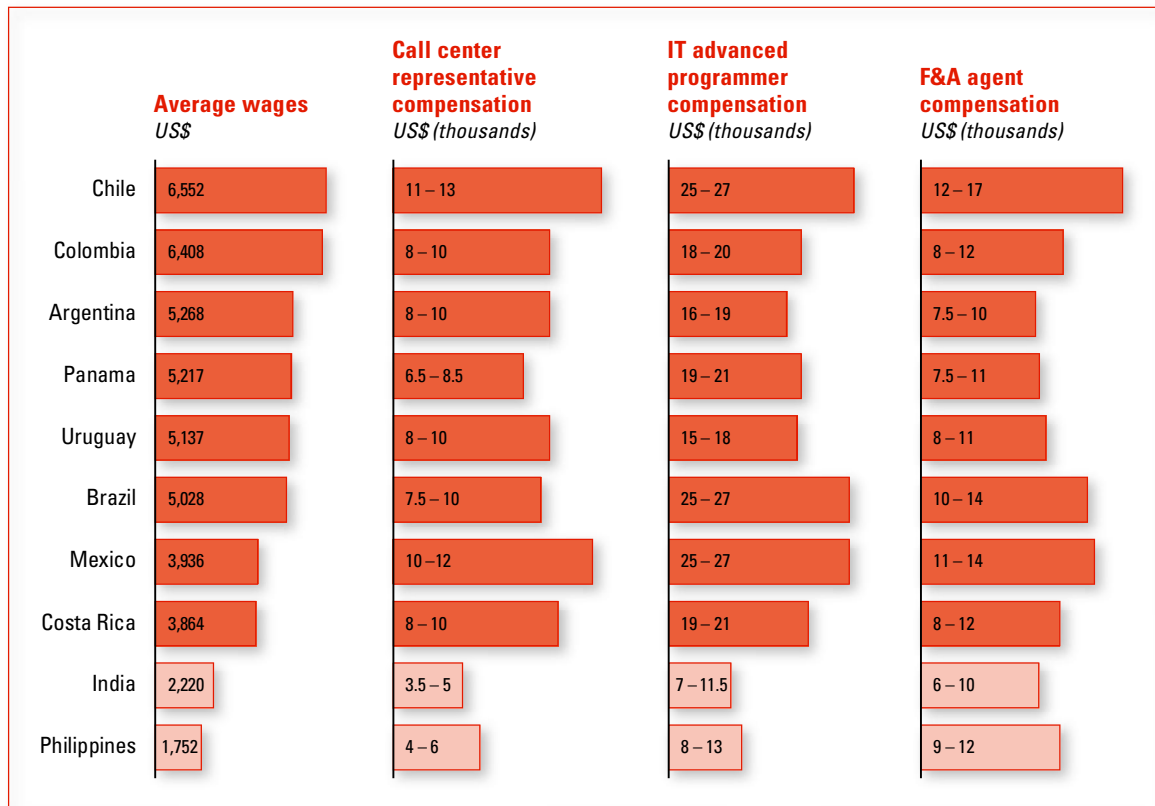 Average wages
US$
Call center
representative
compensation
US$ (thousands)
IT advanced
programmer
compensation
US$ (thousands)
F&A agent
compensation
US$ (thousands)
Chile 6,552 11 – 13 25 – 27 12 – 17
Colombia 6,408 8 – 10 18 – 20 8 – 12
Argentina 5,268 8 – 10 16 – 19 7.5 – 10
Panama 5,217 6.5 – 8.5 19 – 21 7.5 – 11
Uruguay 5,137 8 – 10 15 – 18 8 – 11
Brazil 5,028 7.5 – 10 25 – 27 10 – 14
Mexico 3,936 10 –12 25 – 27 11 – 14
Costa Rica 3,864 8 – 10 19 – 21 8 – 12
India 2,220 3.5 – 5 7 – 11.5 6 – 10
Philippines 1,752 4 – 6 8 – 13 9 – 12